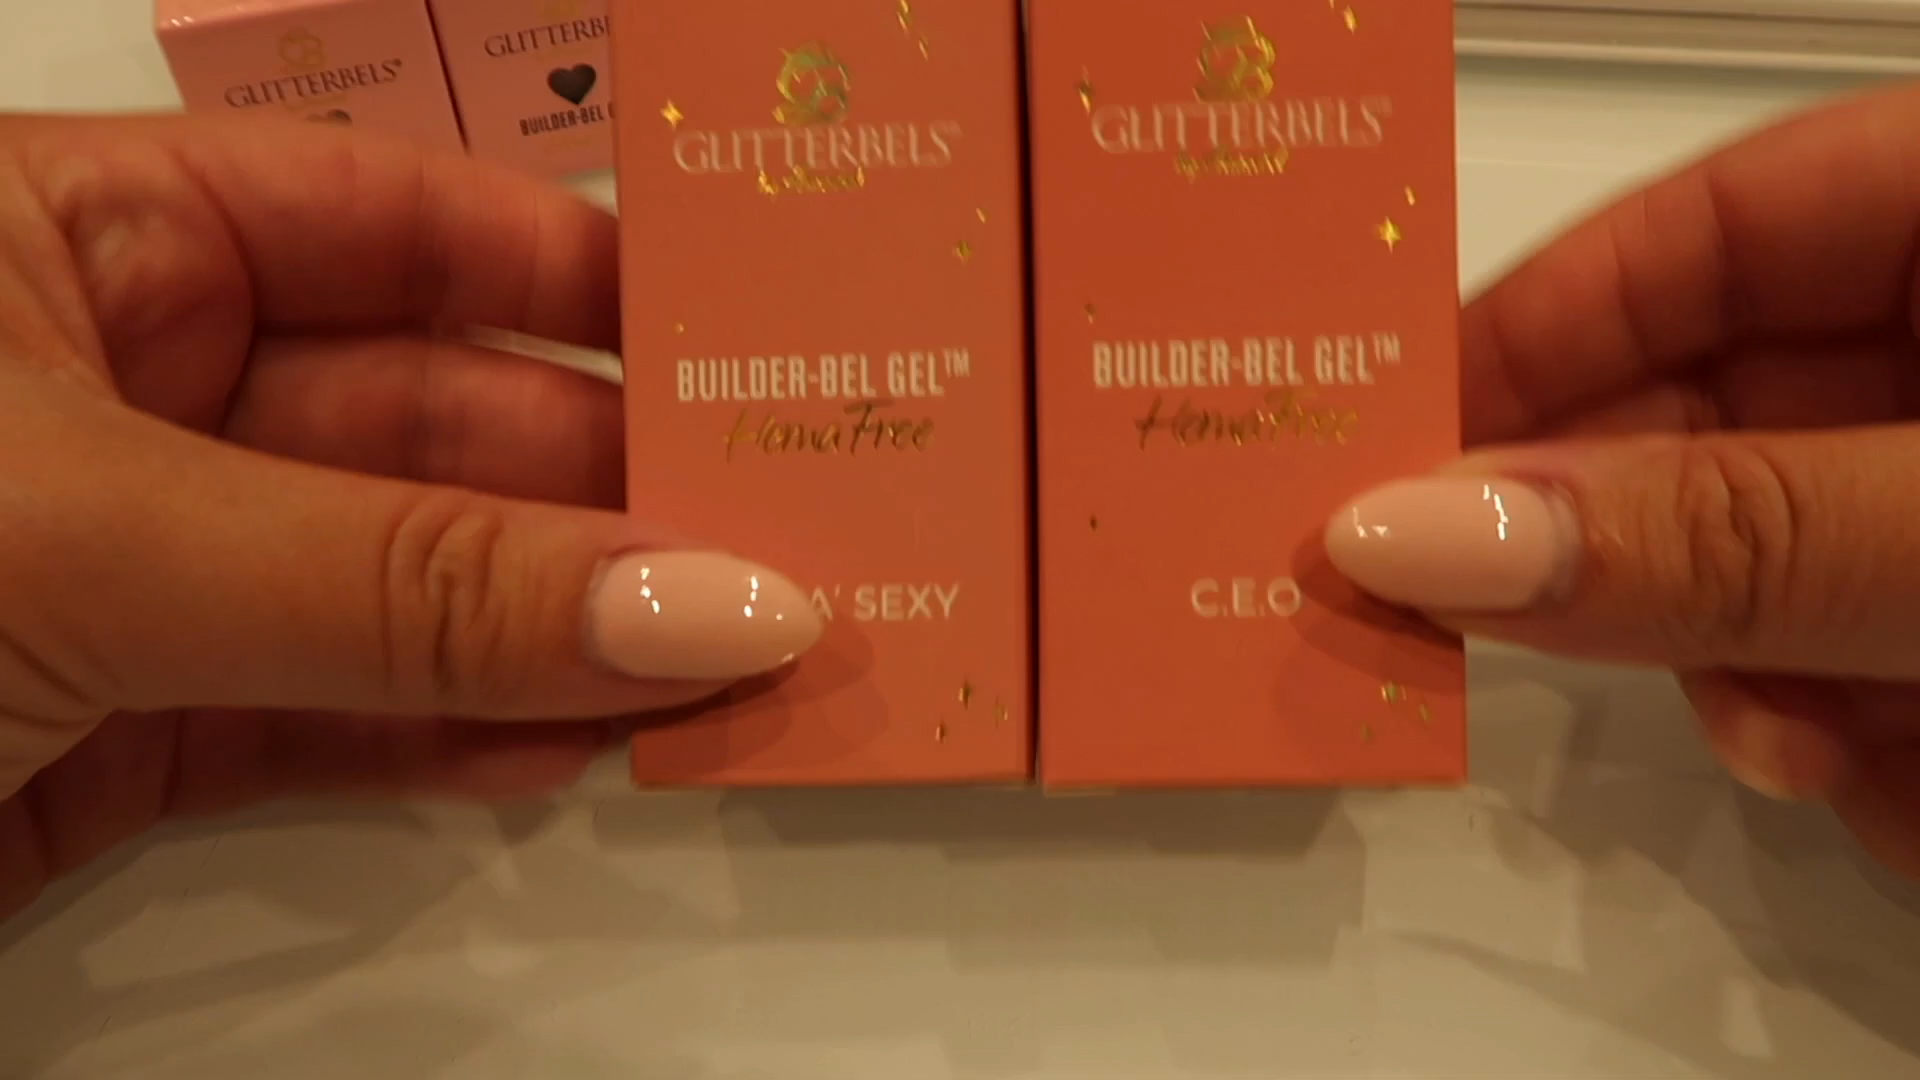 GLITTERBELS
GLITTERBE
BUILDER-BEL G
GLITTERBELS®
BUILDER-BEL GEL™
Hema Free
A' SEXY
GLITTERBELS®
BUILDER-BEL GEL™
Hema Free
C.E.O